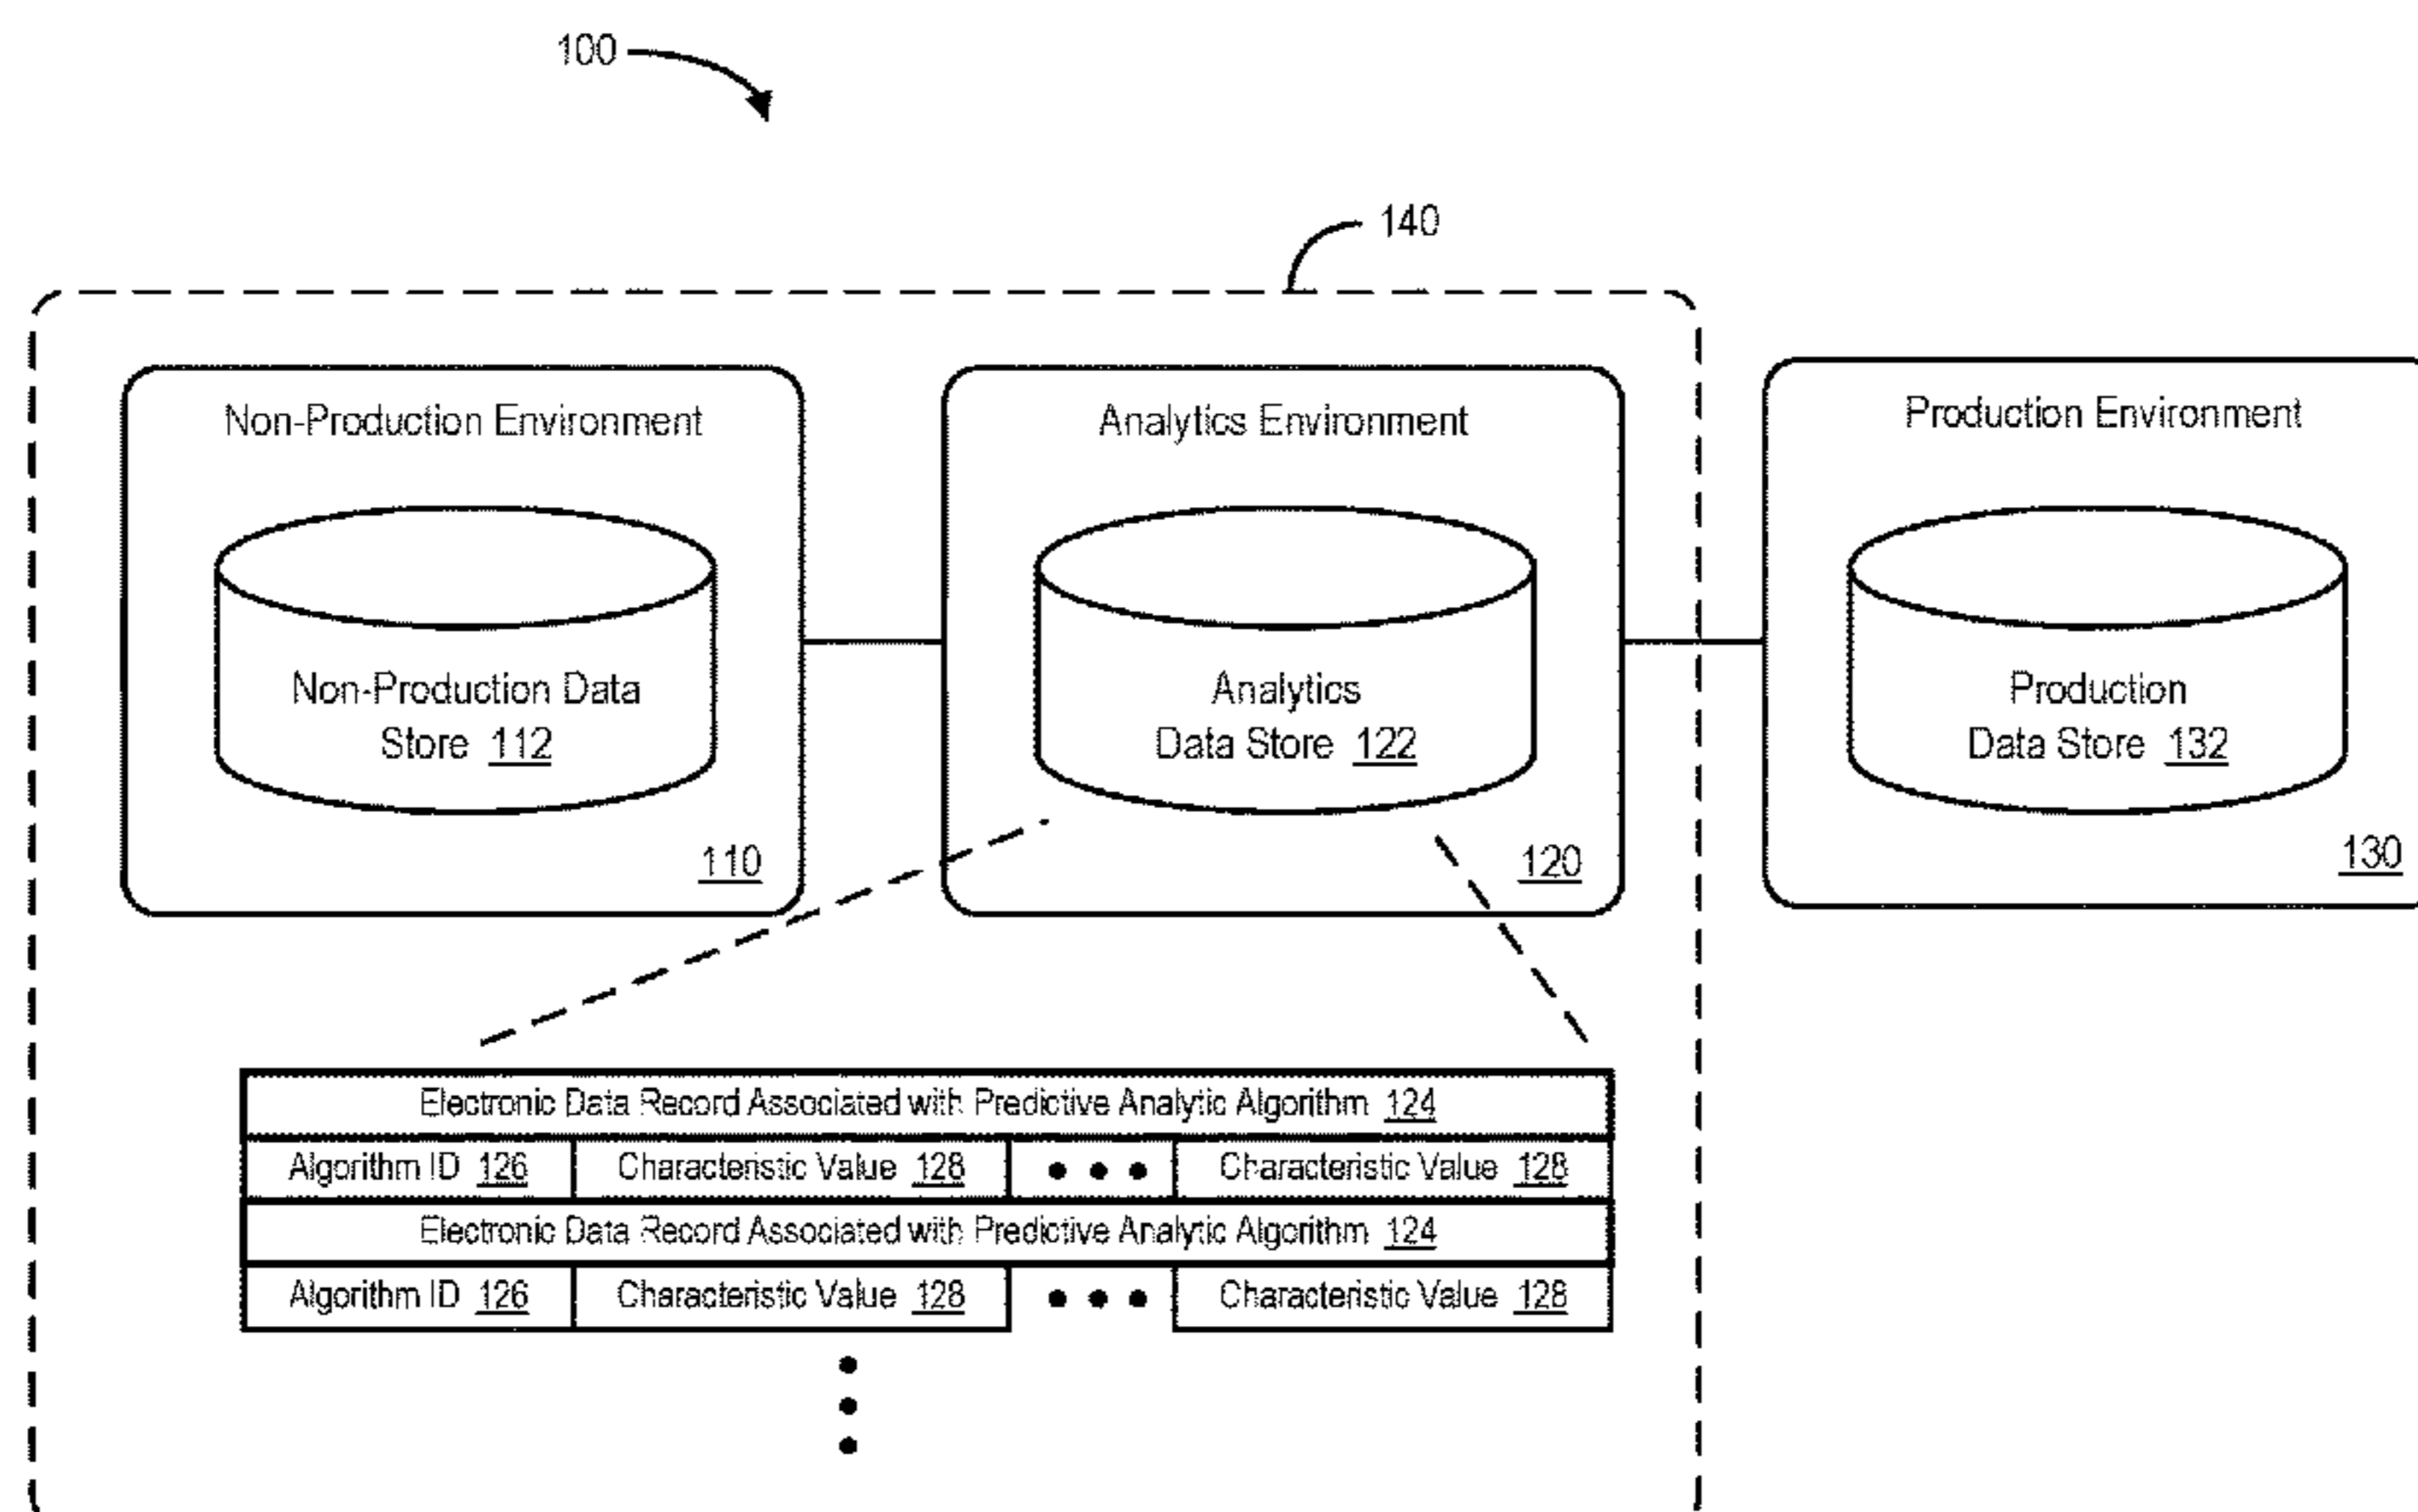 100
140
Non-Production Environment
Analytics Environment
Production Environment
Non-Production Data
Store 112
Analytics
Data Store 122
Production
Data Store 132
110
120
130
Electronic Data Record Associated with Predictive Analytic Algorithm 124
Algorithm ID 126 Characteristic Value 128 • • • Characteristic Value 128
Electronic Data Record Associated with Predictive Analytic Algorithm 124
Algorithm ID 126 Characteristic Value 128 • • • Characteristic Value 128